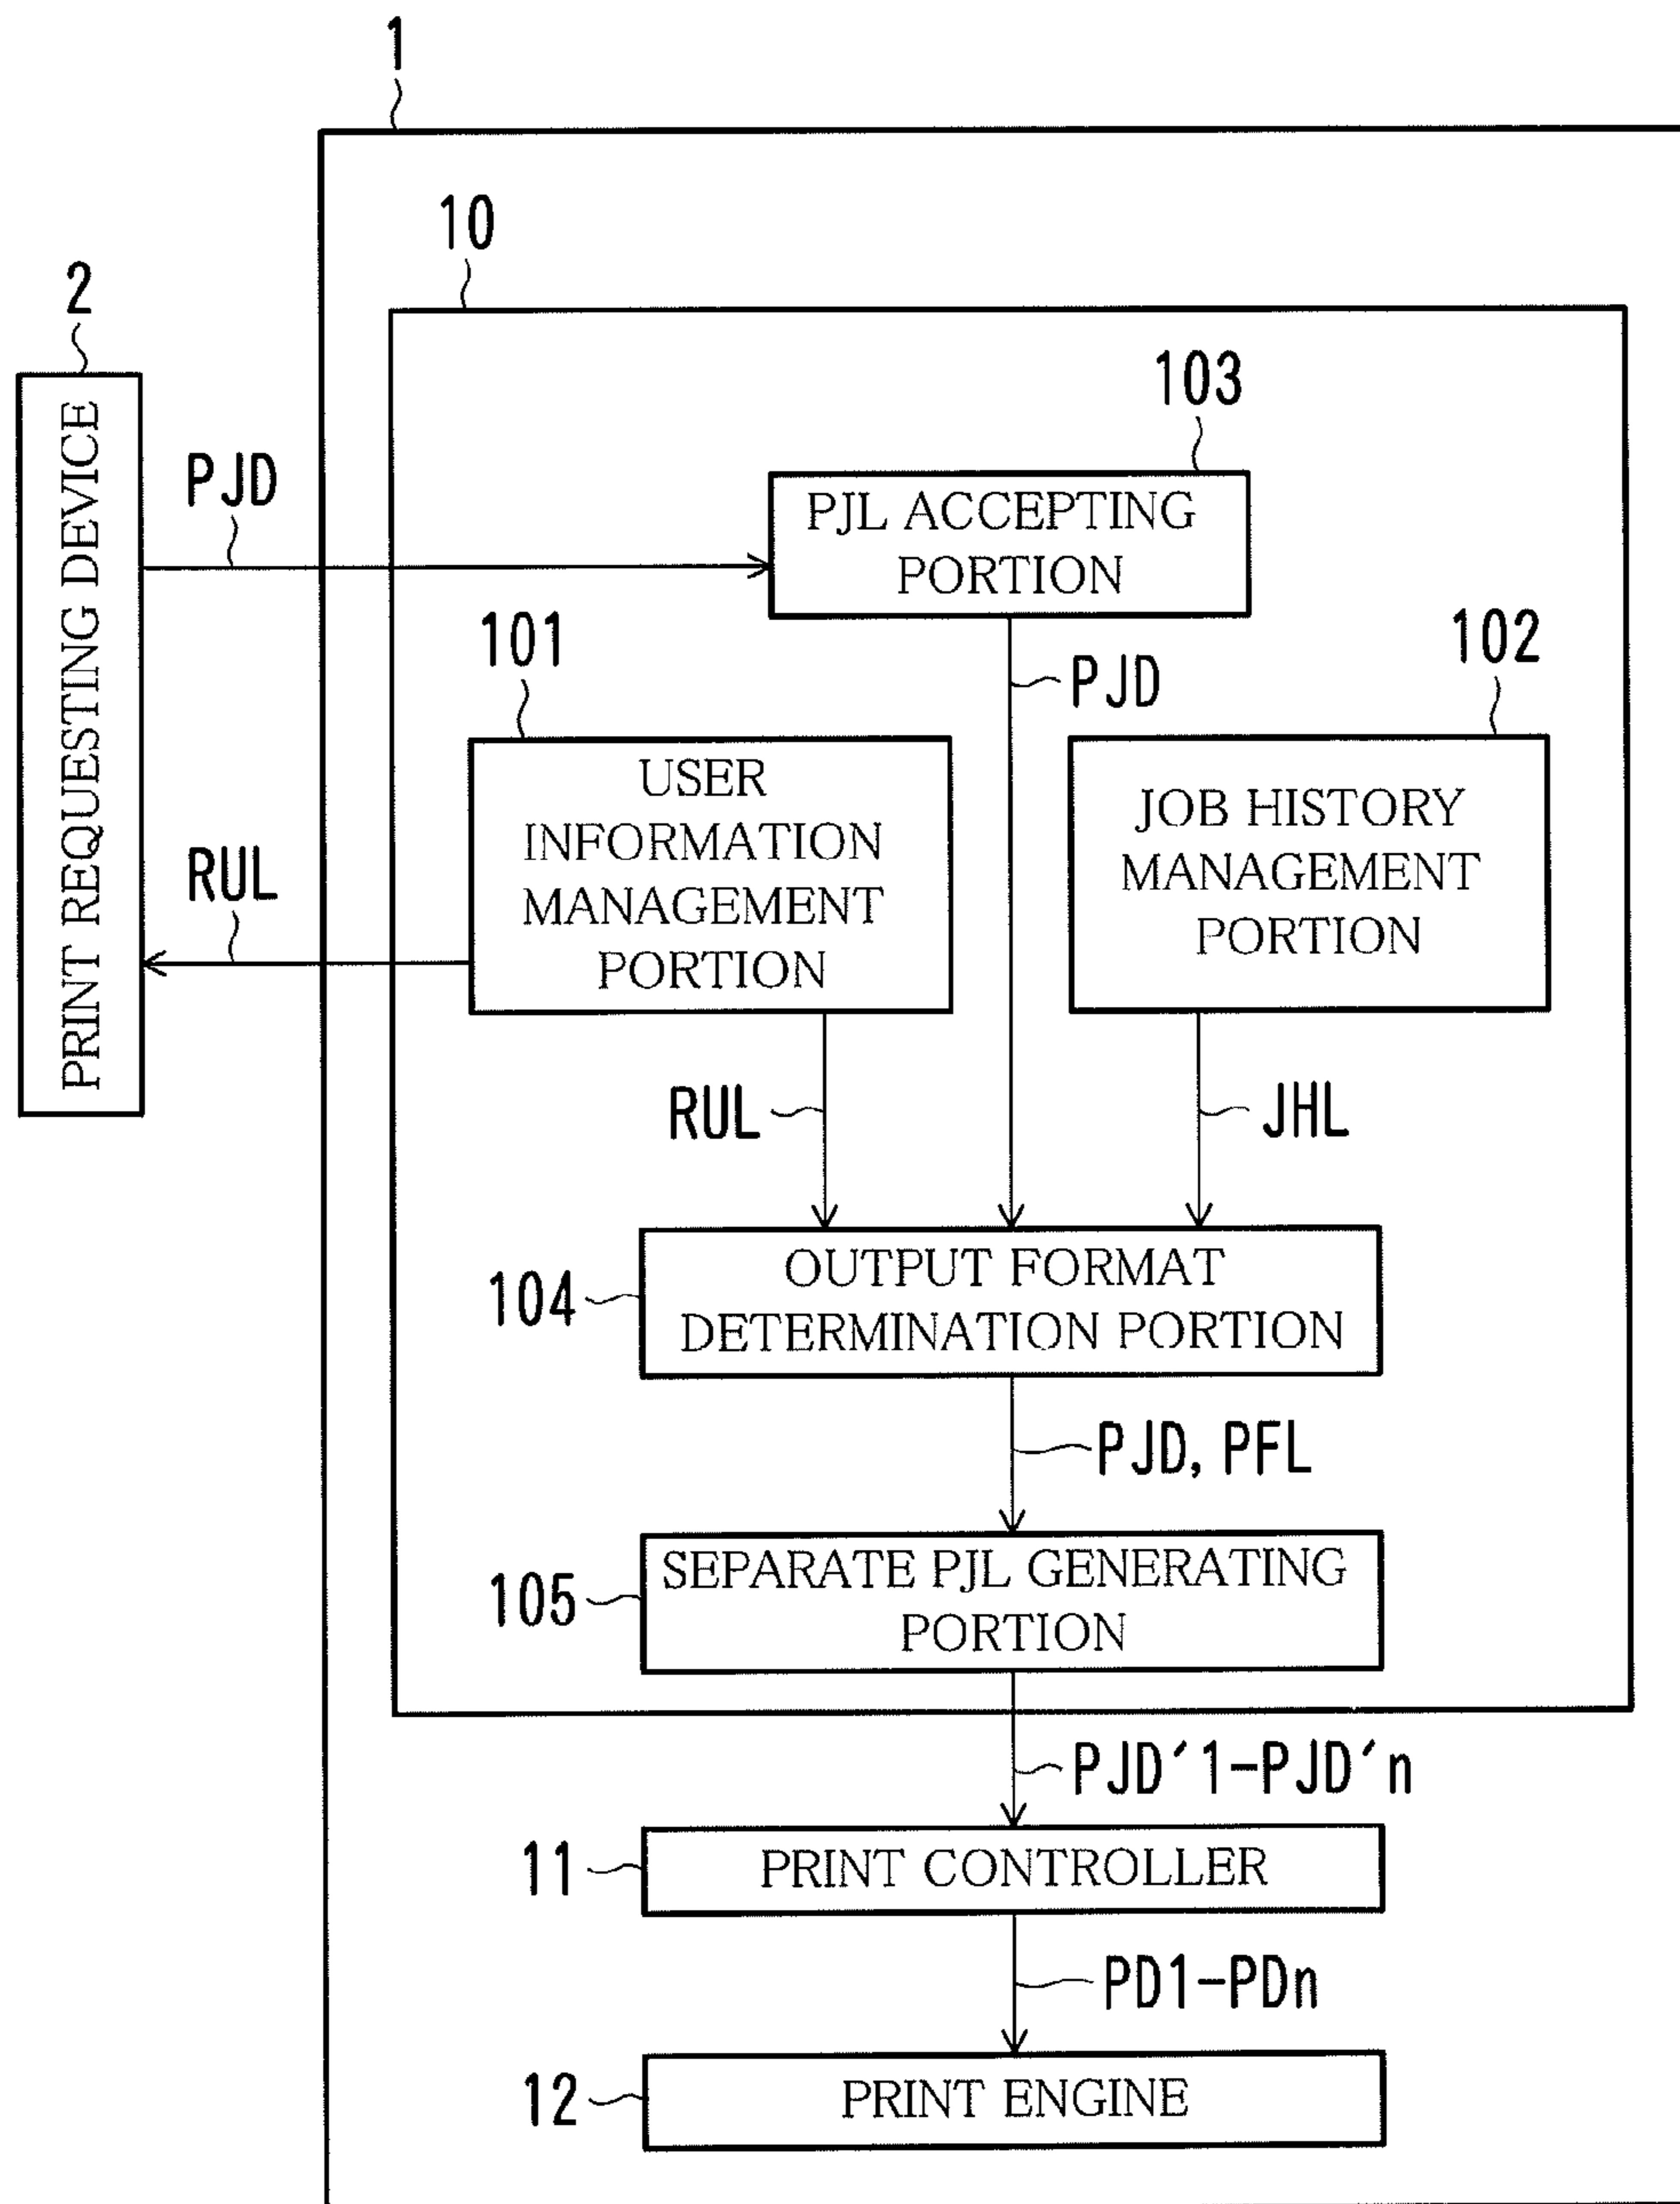 1
10
2
103
PRINT REQUESTING DEVICE
PJD
PJL ACCEPTING
PORTION
101
102
PJD
USER
INFORMATION
MANAGEMENT
PORTION
JOB HISTORY
MANAGEMENT
PORTION
RUL
RUL
JHL
104
OUTPUT FORMAT
DETERMINATION PORTION
PJD, PFL
105
SEPARATE PJL GENERATING
PORTION
PJD′1-PJD′n
11
PRINT CONTROLLER
PD1-PDn
12
PRINT ENGINE